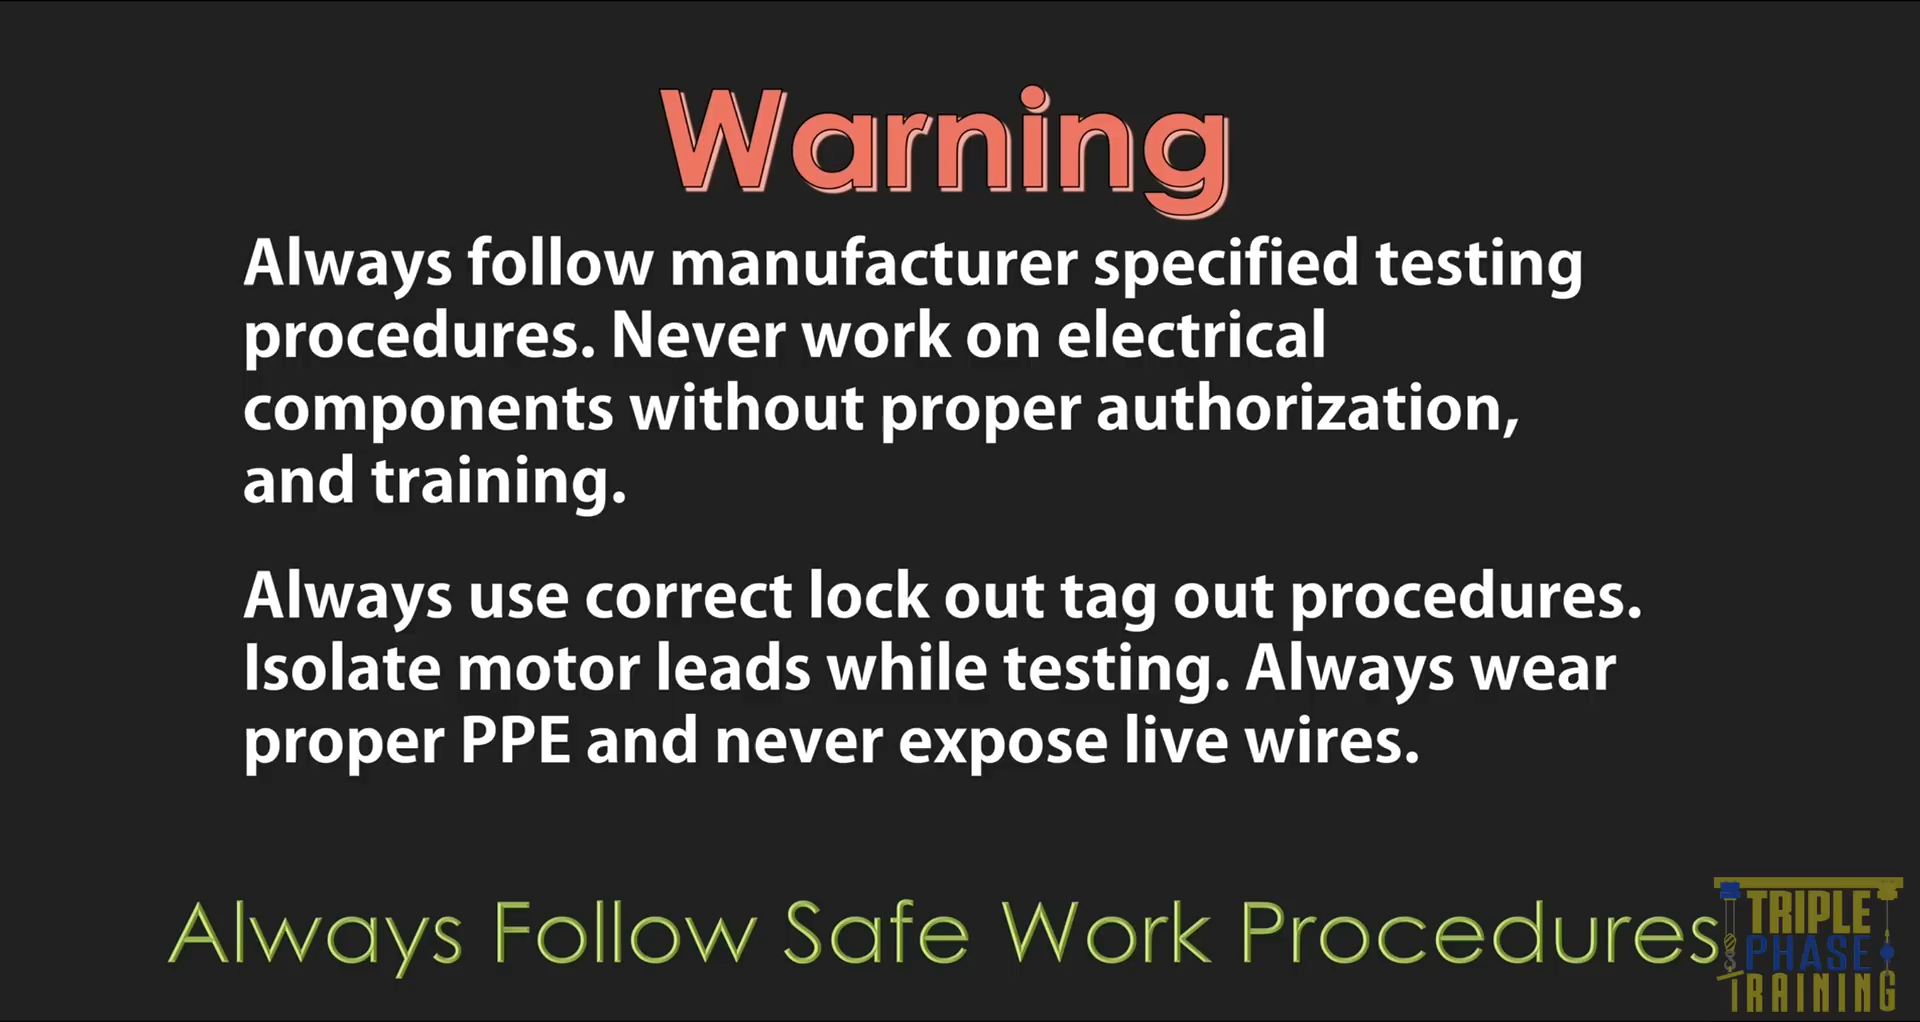 Warning
Always follow manufacturer specified testing
procedures. Never work on electrical
components without proper authorization,
and training.
Always use correct lock out tag out procedures.
Isolate motor leads while testing. Always wear
proper PPE and never expose live wires.
Always Follow Safe Work Procedures
TRIPLE
PHASE
TRAINING